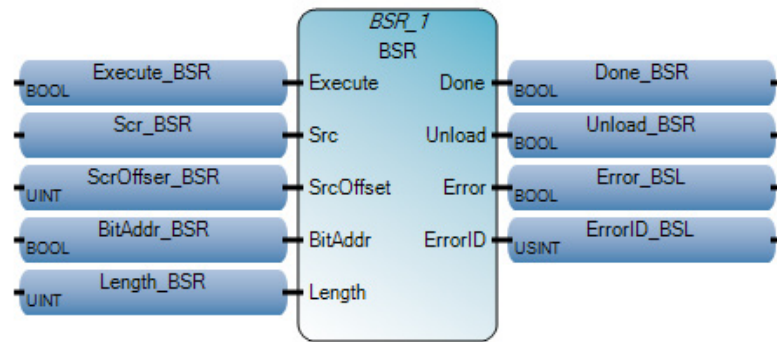 BSR_1
BSR
Execute_BSR
BOOL
Execute
Done
Done_BSR
BOOL
Scr_BSR
Src
Unload
Unload_BSR
BOOL
ScrOffser_BSR
UINT
SrcOffset
Error
Error_BSL
BOOL
BitAddr_BSR
BOOL
BitAddr
ErrorID
ErrorID_BSL
USINT
Length_BSR
UINT
Length